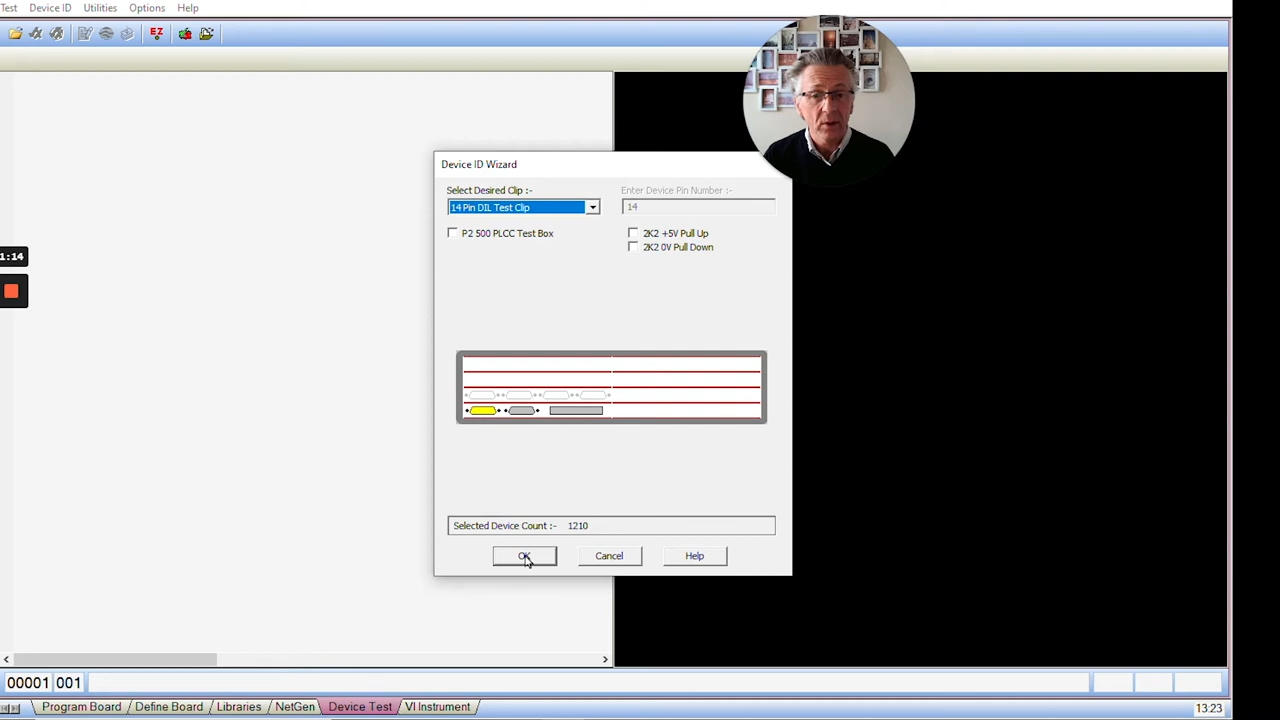 Test Device ID Utilities Options Help
EZ
Device ID Wizard
Select Desired Clip :- Enter Device Pin Number :-
14 Pin DIL Test Clip 14
P2 500 PLCC Test Box 2K2 +5V Pull Up
2K2 0V Pull Down
1:14
Selected Device Count :- 1210
OK Cancel Help
00001 001
Program Board Define Board Libraries NetGen Device Test VI Instrument 13:23